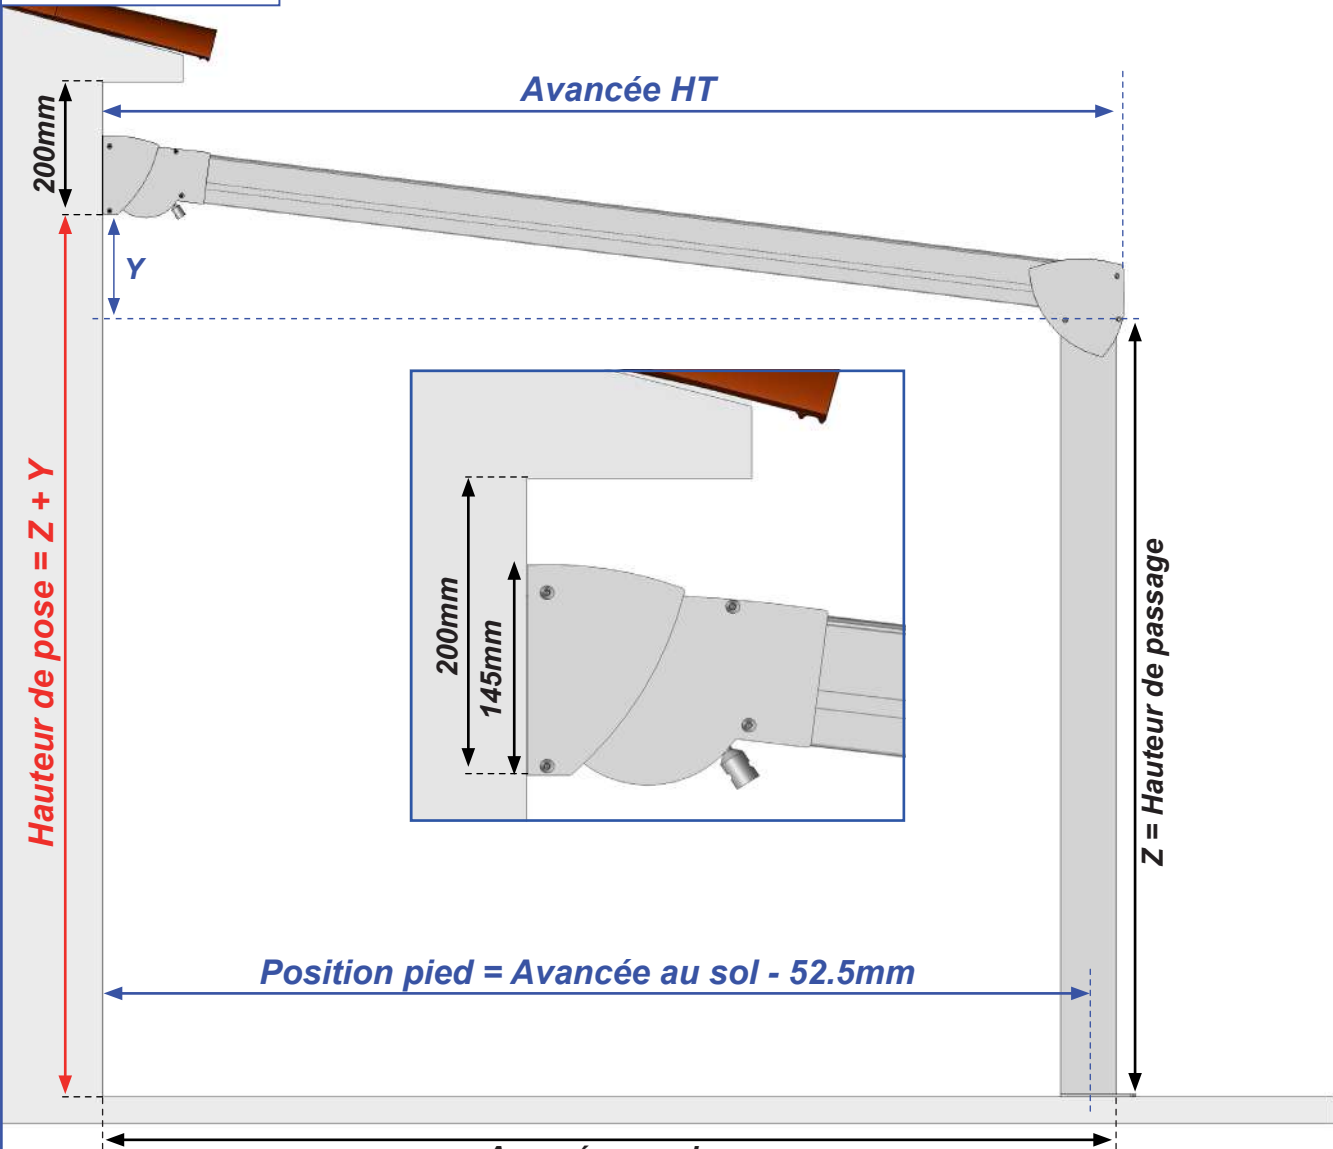 Avancée HT
200mm
Y
Hauteur de pose = Z + Y
200mm
145mm
Z = Hauteur de passage
Position pied = Avancée au sol - 52.5mm